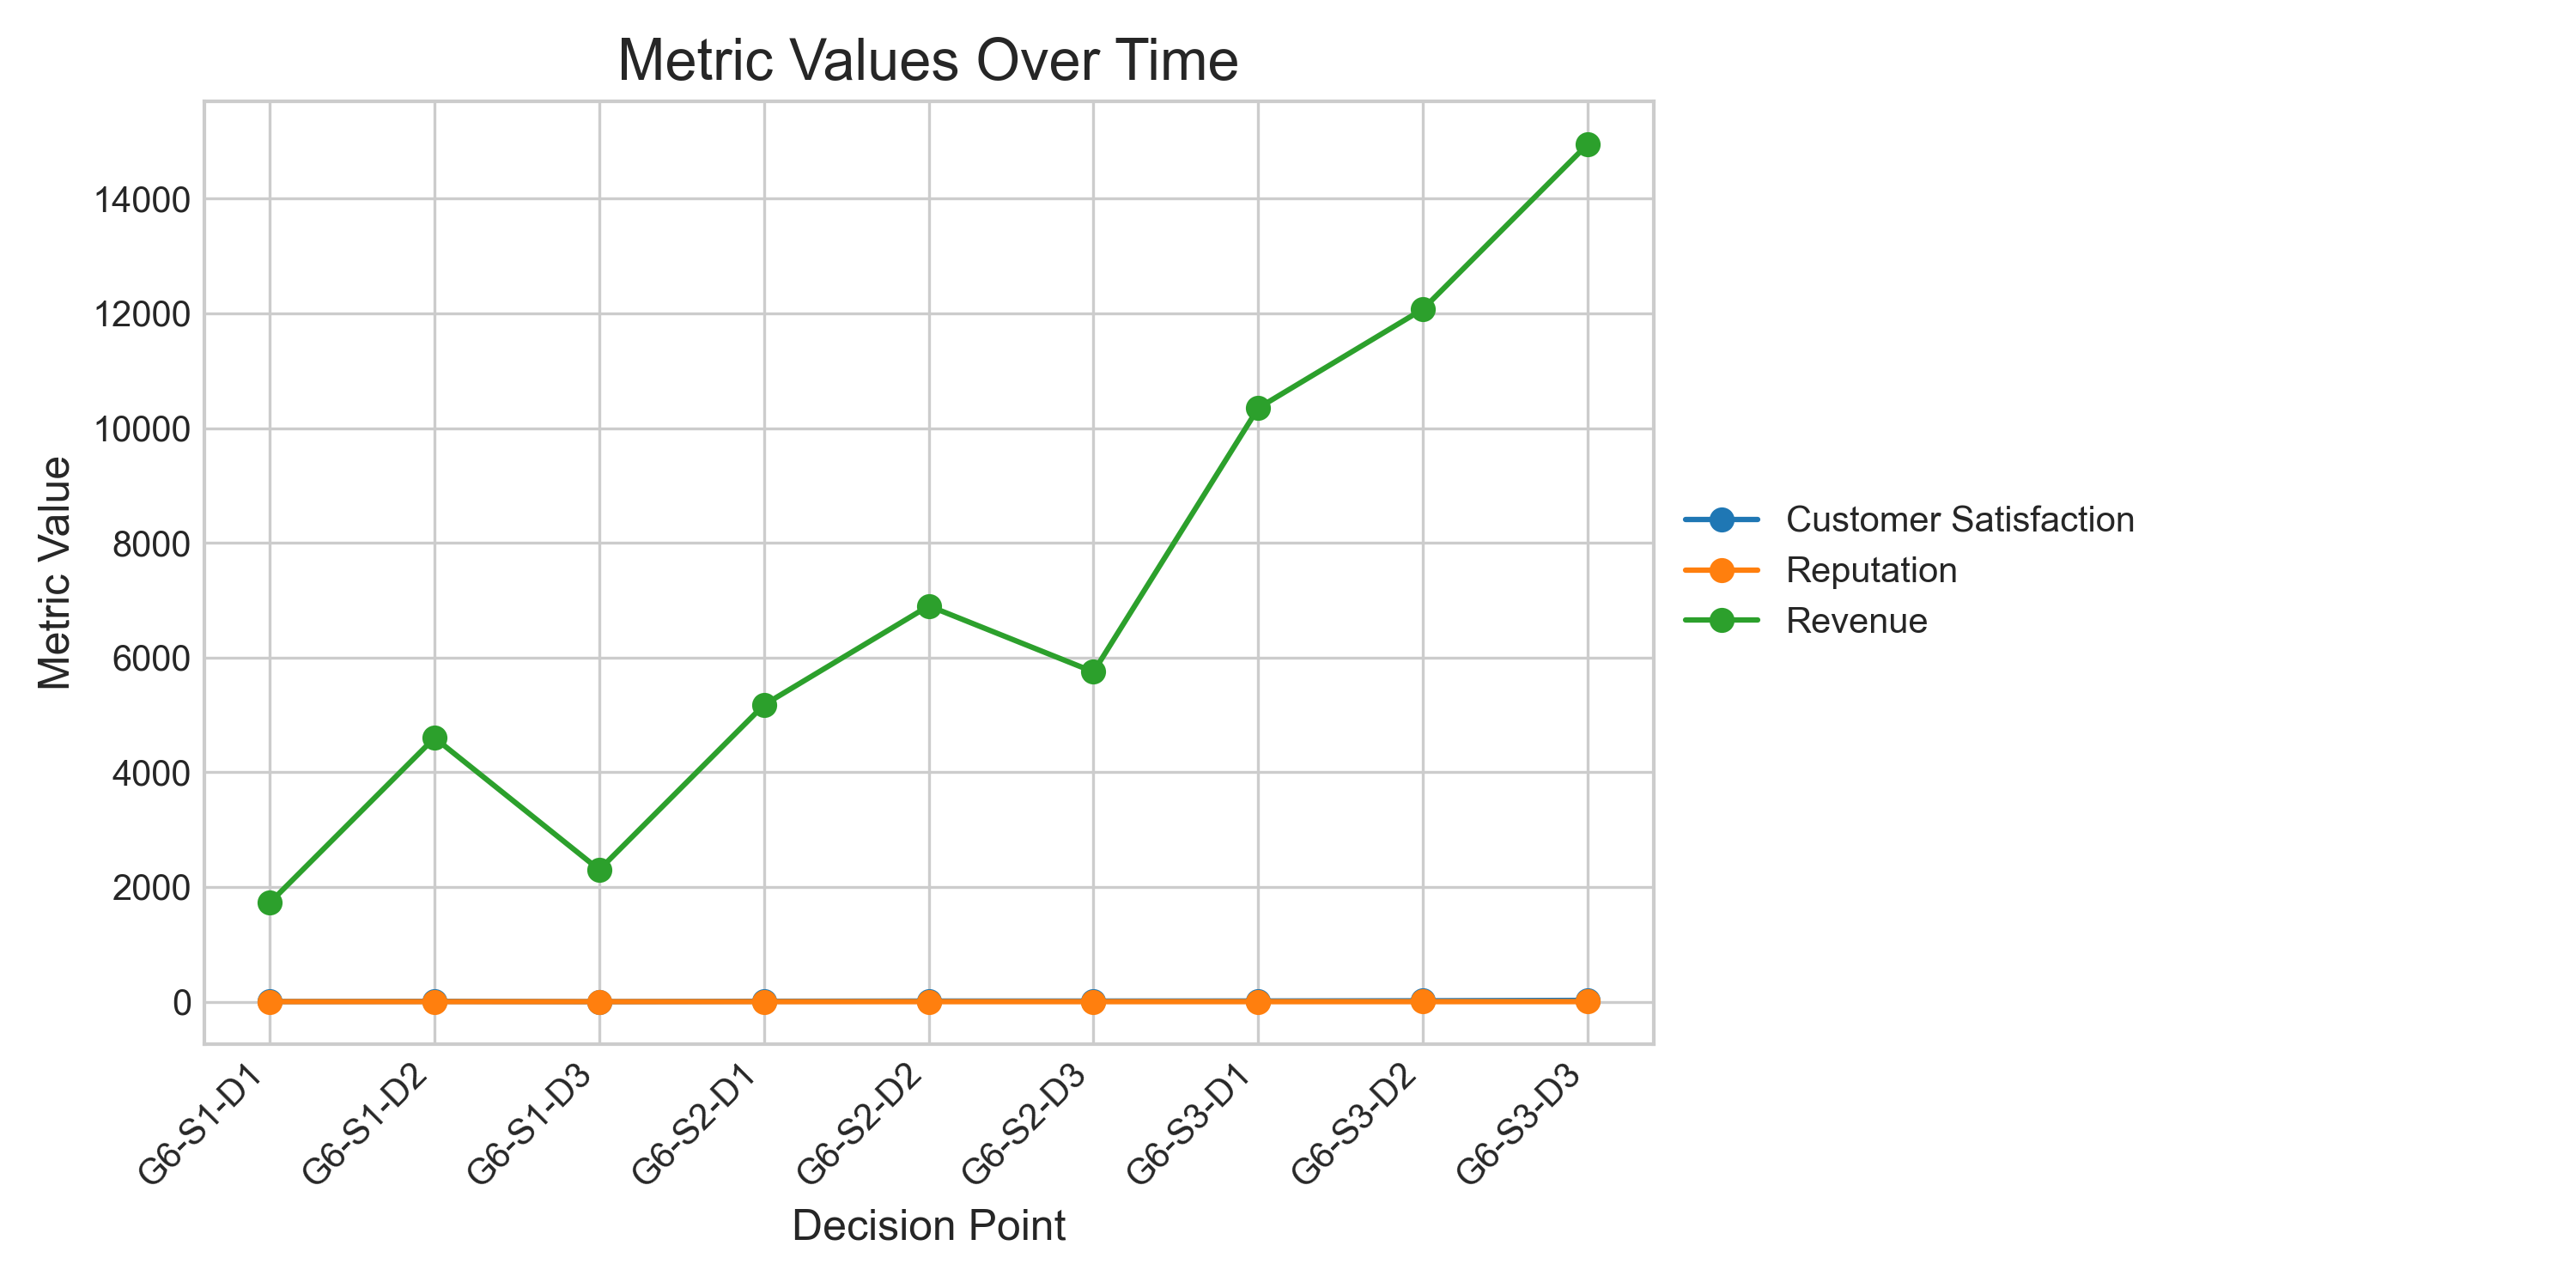 Metric Values Over Time
Metric Value
14000
12000
10000
8000
6000
4000
2000
0
G6-S1-D1
G6-S1-D2
G6-S1-D3
G6-S2-D1
G6-S2-D2
G6-S2-D3
G6-S3-D1
G6-S3-D2
G6-S3-D3
Decision Point
Customer Satisfaction
Reputation
Revenue